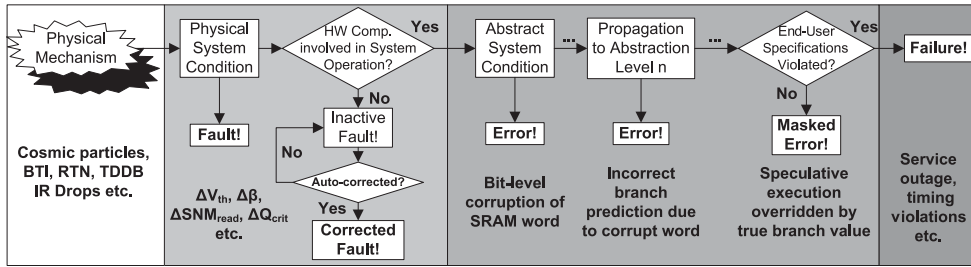 Physical
Mechanism
Cosmic particles,
BTI, RTN, TDDB
IR Drops etc.
Physical
System
Condition
Fault!
ΔVth, Δβ,
ΔSNMread, ΔQcrit
etc.
HW Comp.
involved in System
Operation?
Yes
No
Inactive
Fault!
No
Auto-corrected?
Yes
Corrected
Fault!
Abstract
System
Condition
Error!
Bit-level
corruption of
SRAM word
...
Propagation
to Abstraction
Level n
Error!
Incorrect
branch
prediction due
to corrupt word
...
End-User
Specifications
Violated?
Yes
No
Masked
Error!
Speculative
execution
overridden by
true branch value
Failure!
Service
outage,
timing
violations
etc.